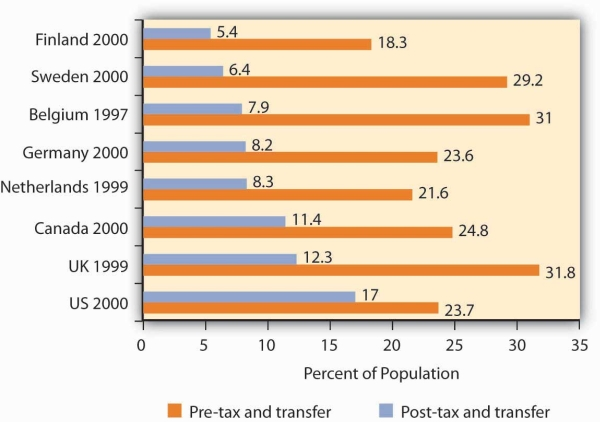 Finland 2000 5.4
18.3
Sweden 2000 6.4
29.2
Belgium 1997 7.9
31
Germany 2000 8.2
23.6
Netherlands 1999 8.3
21.6
Canada 2000 11.4
24.8
UK 1999 12.3
31.8
US 2000 17
23.7
0 5 10 15 20 25 30 35
Percent of Population
Pre-tax and transfer Post-tax and transfer